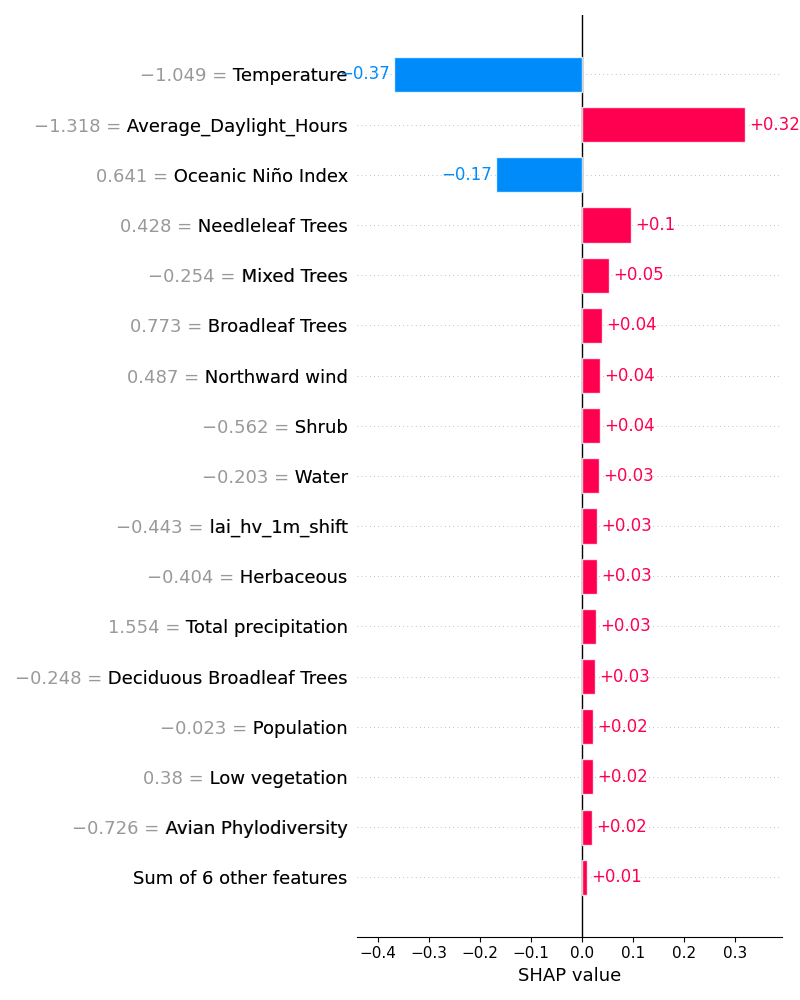 −1.049 = Temperature −0.37
−1.318 = Average_Daylight_Hours +0.32
0.641 = Oceanic Niño Index −0.17
0.428 = Needleleaf Trees +0.1
−0.254 = Mixed Trees +0.05
0.773 = Broadleaf Trees +0.04
0.487 = Northward wind +0.04
−0.562 = Shrub +0.04
−0.203 = Water +0.03
−0.443 = lai_hv_1m_shift +0.03
−0.404 = Herbaceous +0.03
1.554 = Total precipitation +0.03
−0.248 = Deciduous Broadleaf Trees +0.03
−0.023 = Population +0.02
0.38 = Low vegetation +0.02
−0.726 = Avian Phylodiversity +0.02
Sum of 6 other features +0.01
−0.4 −0.3 −0.2 −0.1 0.0 0.1 0.2 0.3
SHAP value